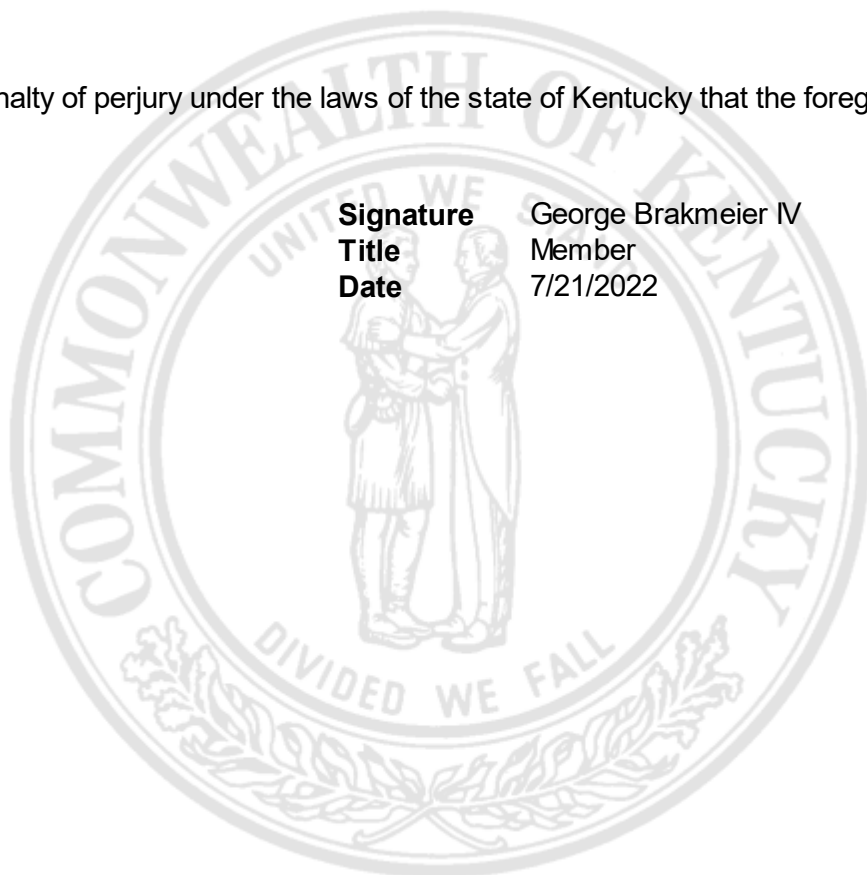 nalty of perjury under the laws of the state of Kentucky that the foreg
Signature George Brakmeier IV
Title Member
Date 7/21/2022
COMMONWEALTH OF KENTUCKY
UNITED WE STAND
DIVIDED WE FALL